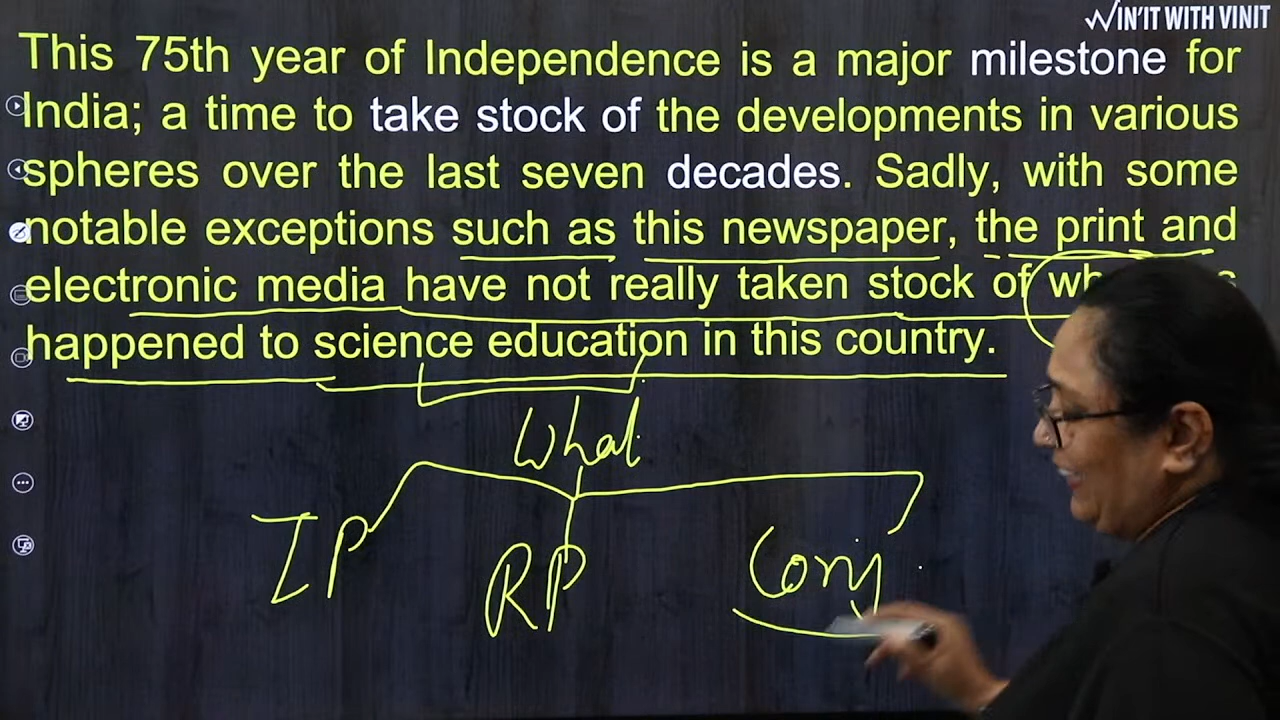 WIN'IT WITH VINIT
This 75th year of Independence is a major milestone for
India; a time to take stock of the developments in various
spheres over the last seven decades. Sadly, with some
notable exceptions such as this newspaper, the print and
electronic media have not really taken stock of
happened to science education in this country.
What
IP
RP
Conj